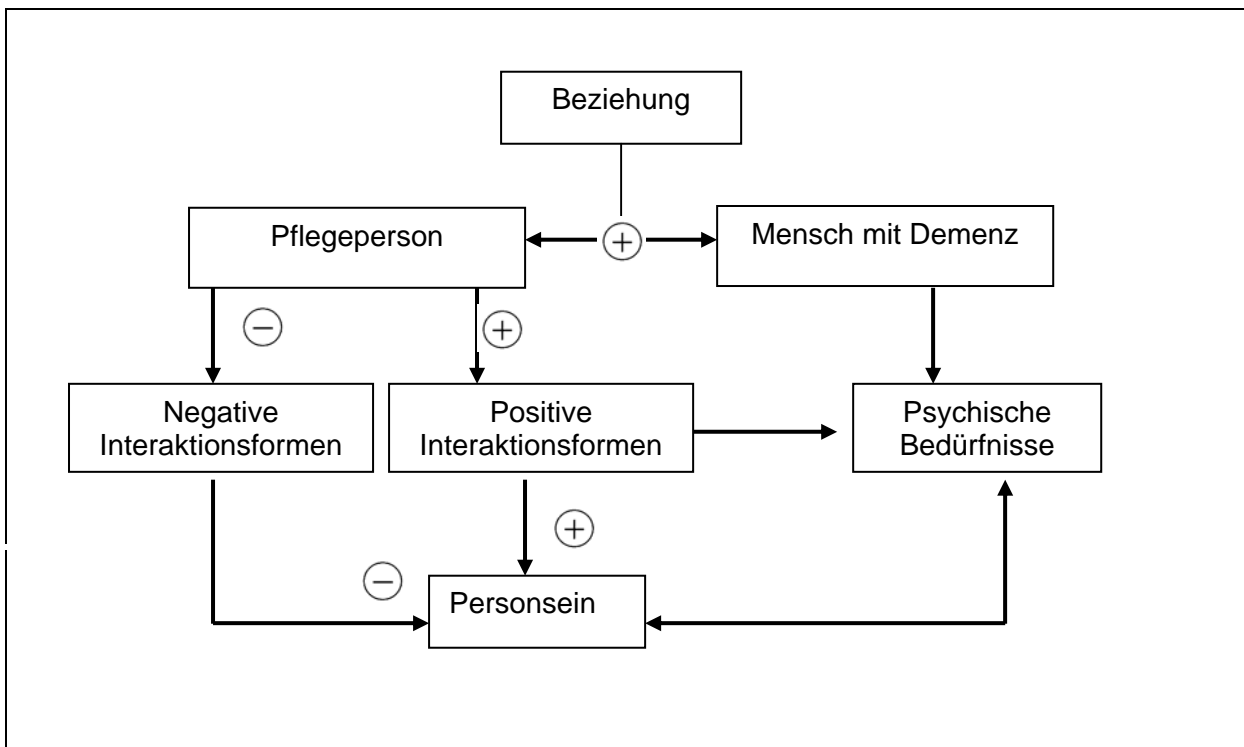 Beziehung
Pflegeperson
Mensch mit Demenz
Negative
Interaktionsformen
Positive
Interaktionsformen
Psychische
Bedürfnisse
Personsein